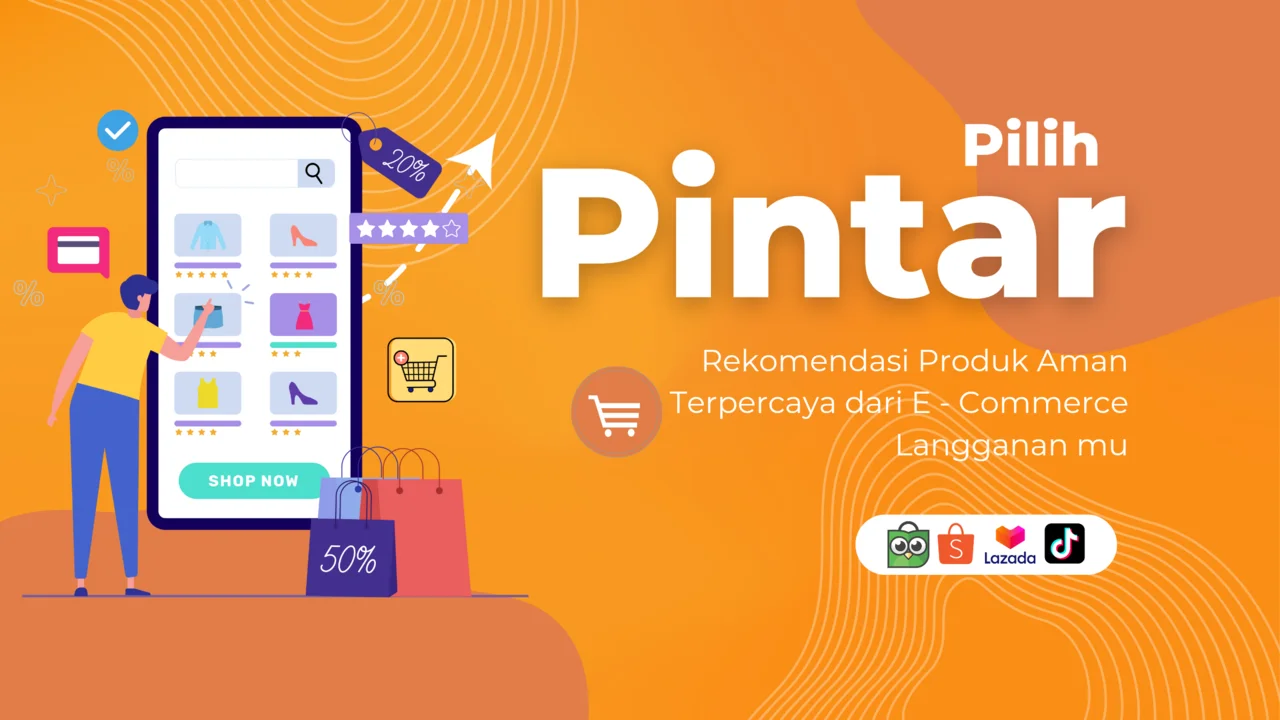 Pilih
Pintar
Rekomendasi Produk Aman
Terpercaya dari E - Commerce
Langganan mu
20%
%
%
%
SHOP NOW
50%
S
Lazada